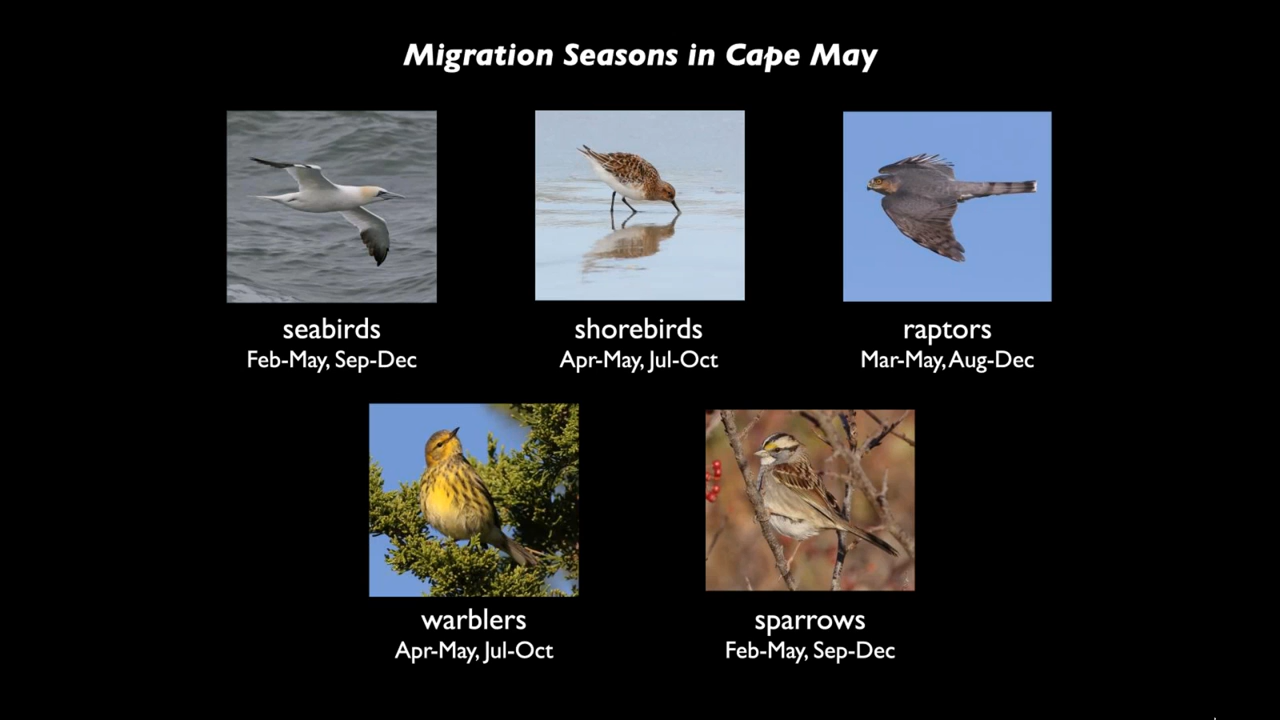 Migration Seasons in Cape May
seabirds
Feb-May, Sep-Dec
shorebirds
Apr-May, Jul-Oct
raptors
Mar-May, Aug-Dec
warblers
Apr-May, Jul-Oct
sparrows
Feb-May, Sep-Dec